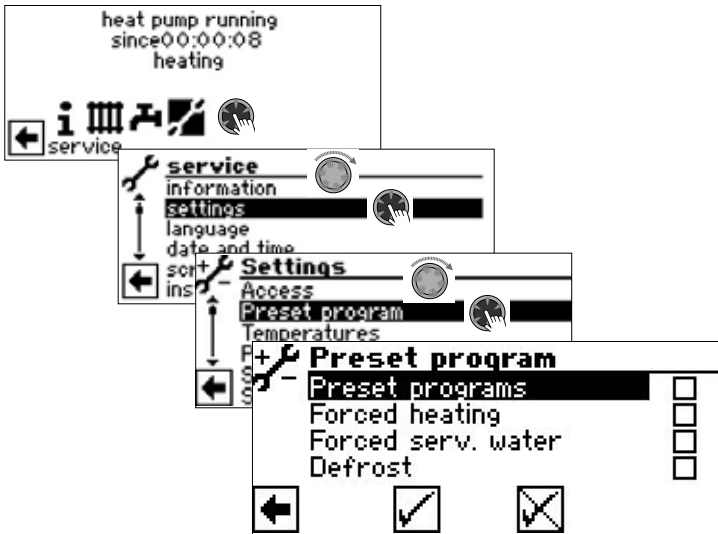 heat pump running
since00:00:08
heating
service
service
information
settings
language
date and time
Settings
Access
Preset program
Temperatures
Preset program
Preset programs
Forced heating
Forced serv. water
Defrost